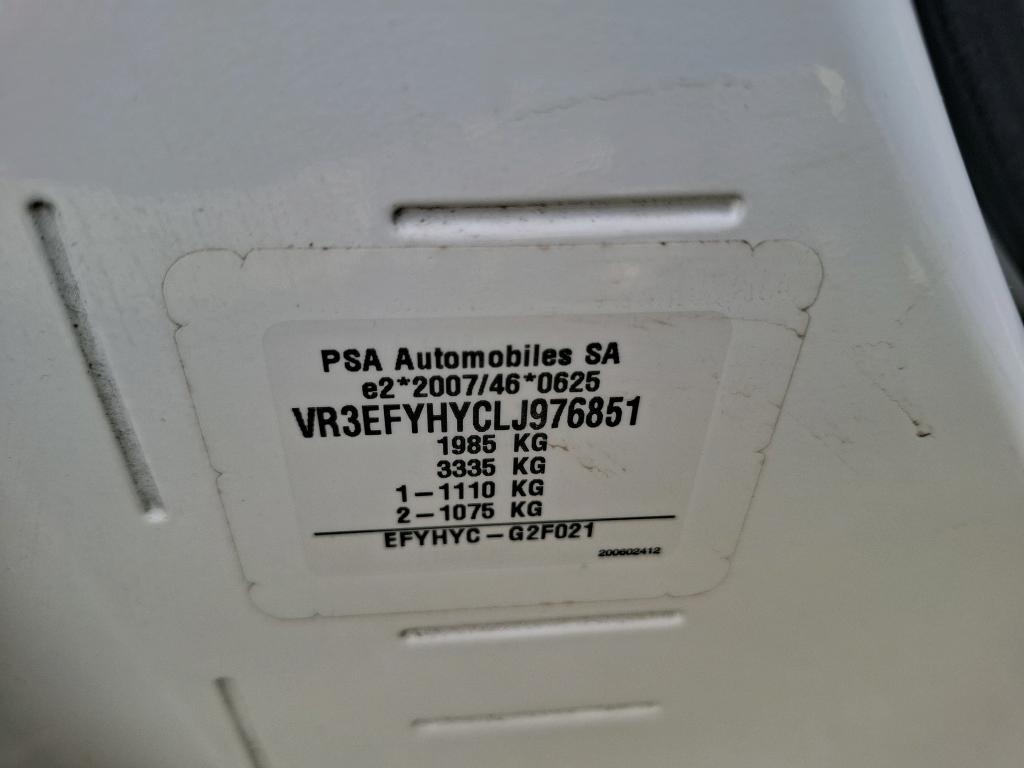 PSA Automobiles SA
e2*2007/46*0625
VR3EFYHYCLJ976851
1985 KG
3335 KG
1-1110 KG
2-1075 KG
EFYHYC-G2F021
200602412